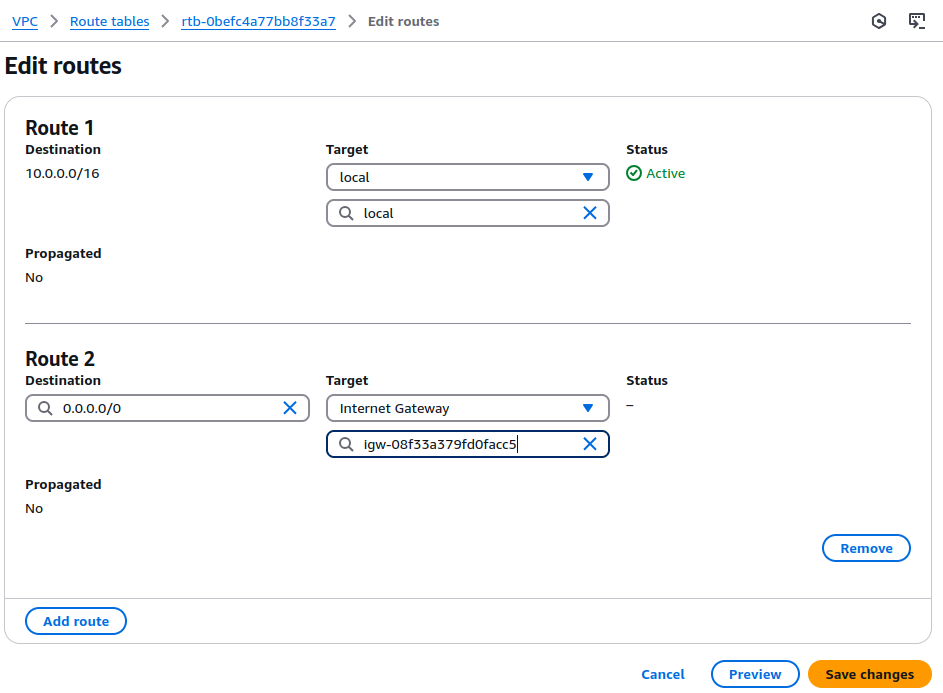 VPC > Route tables > rtb-0befc4a77bb8f33a7 > Edit routes
Edit routes
Route 1
Destination Target Status
10.0.0.0/16 local Active
local
Propagated
No
Route 2
Destination Target Status
0.0.0.0/0 Internet Gateway –
igw-08f33a379fd0facc5
Propagated
No
Remove
Add route
Cancel Preview Save changes